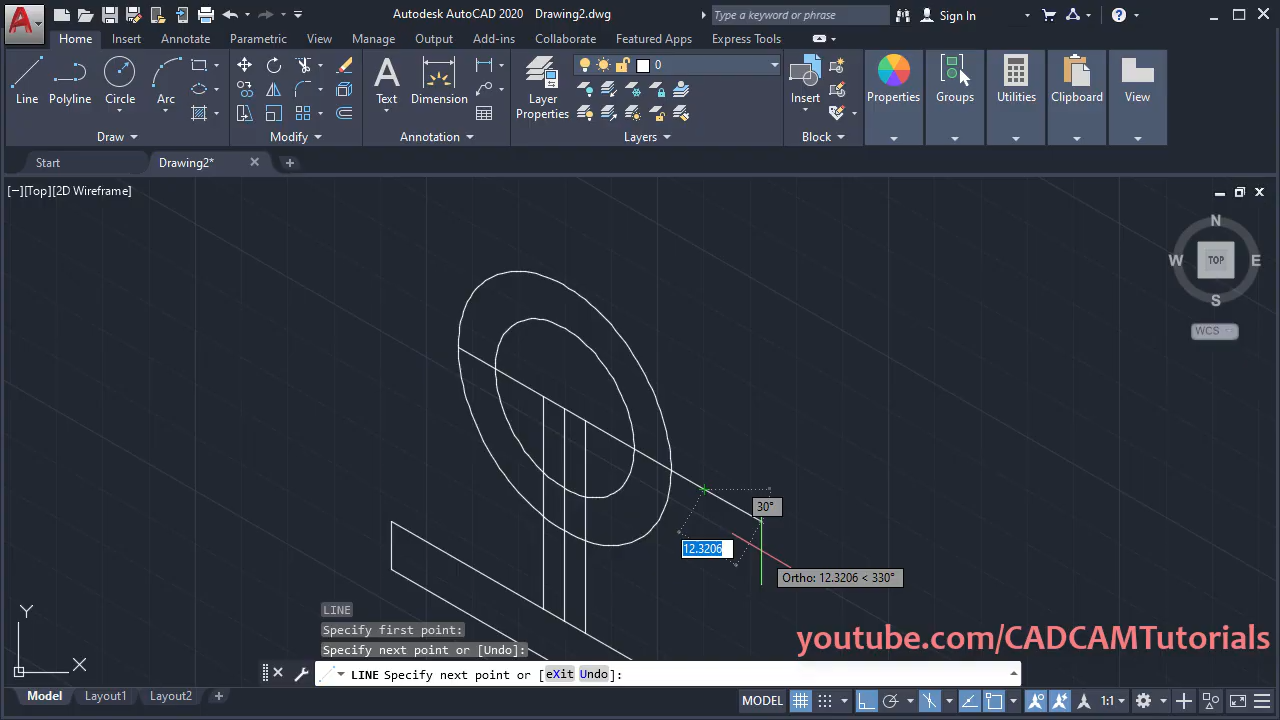 Autodesk AutoCAD 2020 Drawing2.dwg
Type a keyword or phrase
Sign In
Home Insert Annotate Parametric View Manage Output Add-ins Collaborate Featured Apps Express Tools
Line Polyline Circle Arc
Text Dimension
Layer Properties
0
Insert
Properties
Groups
Utilities
Clipboard
View
Draw Modify Annotation Layers Block
Start Drawing2*
[−][Top][2D Wireframe]
N
W TOP E
S
WCS
30°
12.3206
Ortho: 12.3206 < 330°
Y
X
LINE
Specify first point:
Specify next point or [Undo]:
LINE Specify next point or [eXit Undo]:
youtube.com/CADCAMTutorials
Model Layout1 Layout2 +
MODEL
1:1